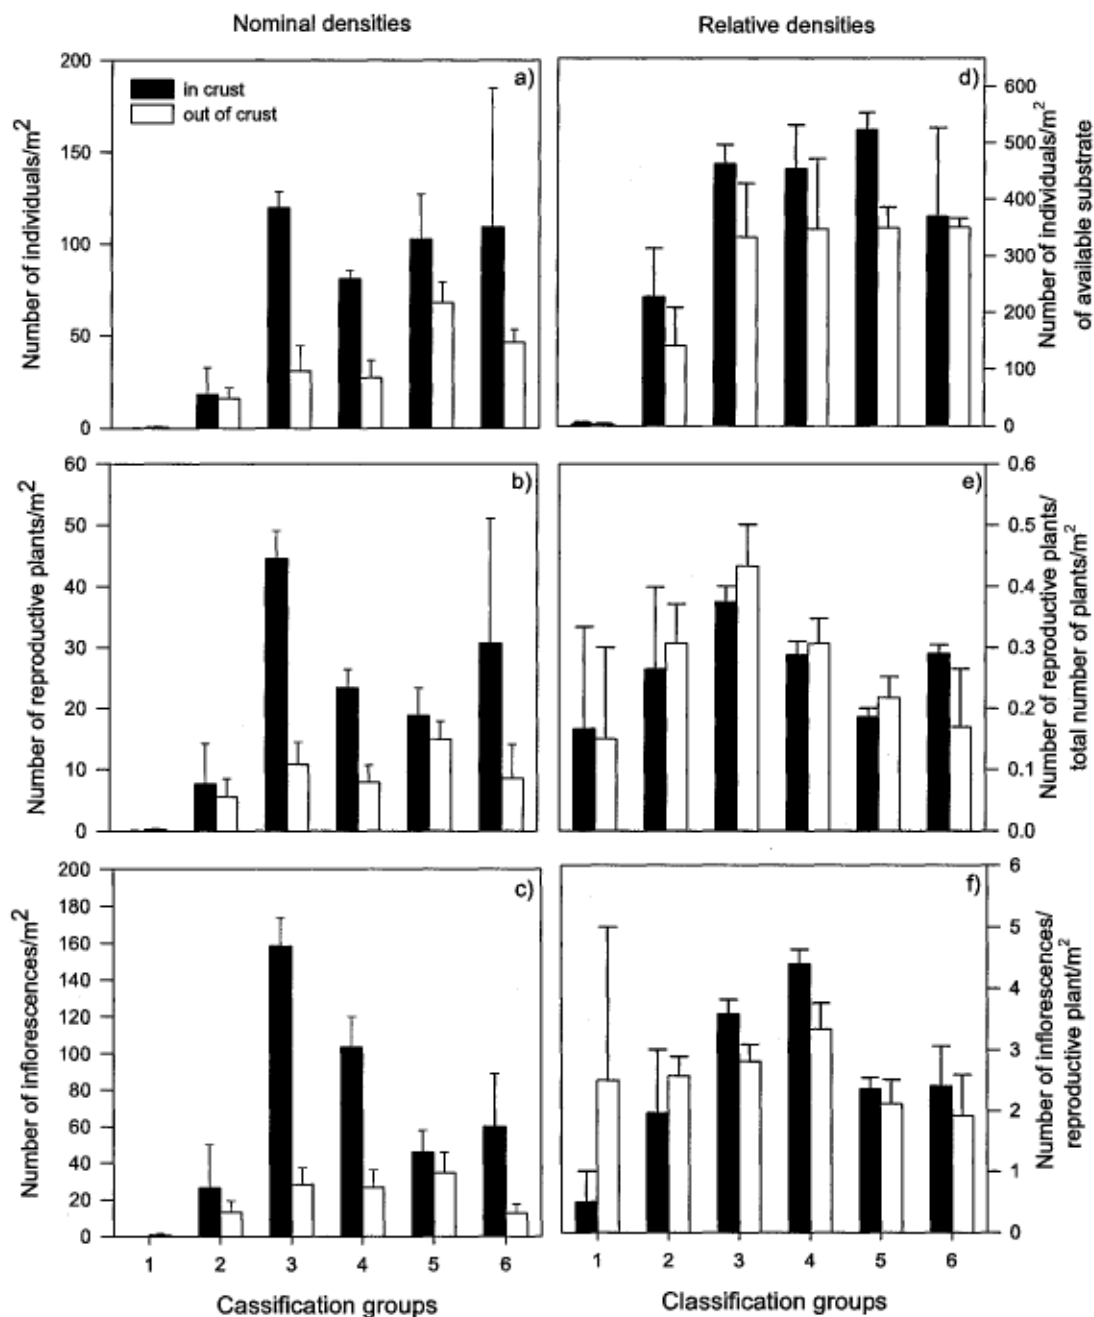 Nominal densities
Relative densities
in crust
out of crust
a)
Number of individuals/m²
200
150
100
50
0
d)
600
500
400
300
200
100
0
Number of individuals/m²
of available substrate
b)
Number of reproductive plants/m²
60
50
40
30
20
10
0
e)
0.6
0.5
0.4
0.3
0.2
0.1
0.0
Number of reproductive plants/
total number of plants/m²
c)
Number of inflorescences/m²
200
180
160
140
120
100
80
60
40
20
0
f)
6
5
4
3
2
1
0
Number of inflorescences/
reproductive plant/m²
1 2 3 4 5 6
1 2 3 4 5 6
Cassification groups
Classification groups